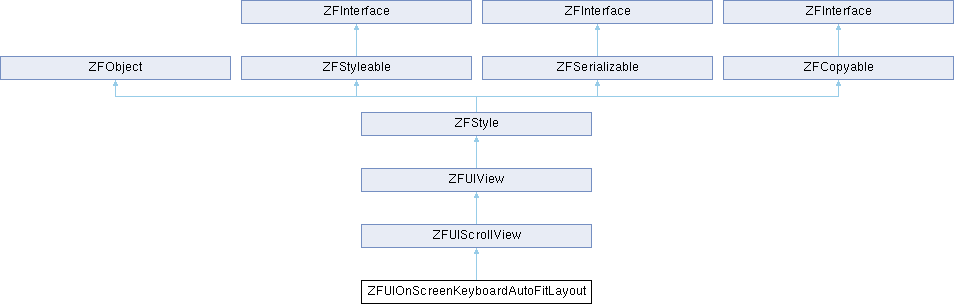 ZFInterface
ZFInterface
ZFInterface
ZFObject
ZFStyleable
ZFSerializable
ZFCopyable
ZFStyle
ZFUIView
ZFUIScrollView
ZFUIOnScreenKeyboardAutoFitLayout